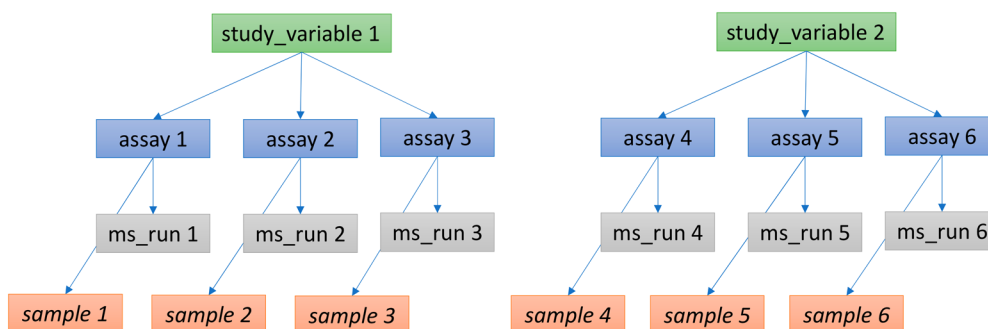 study_variable 1
study_variable 2
assay 1
assay 2
assay 3
assay 4
assay 5
assay 6
ms_run 1
ms_run 2
ms_run 3
ms_run 4
ms_run 5
ms_run 6
sample 1
sample 2
sample 3
sample 4
sample 5
sample 6